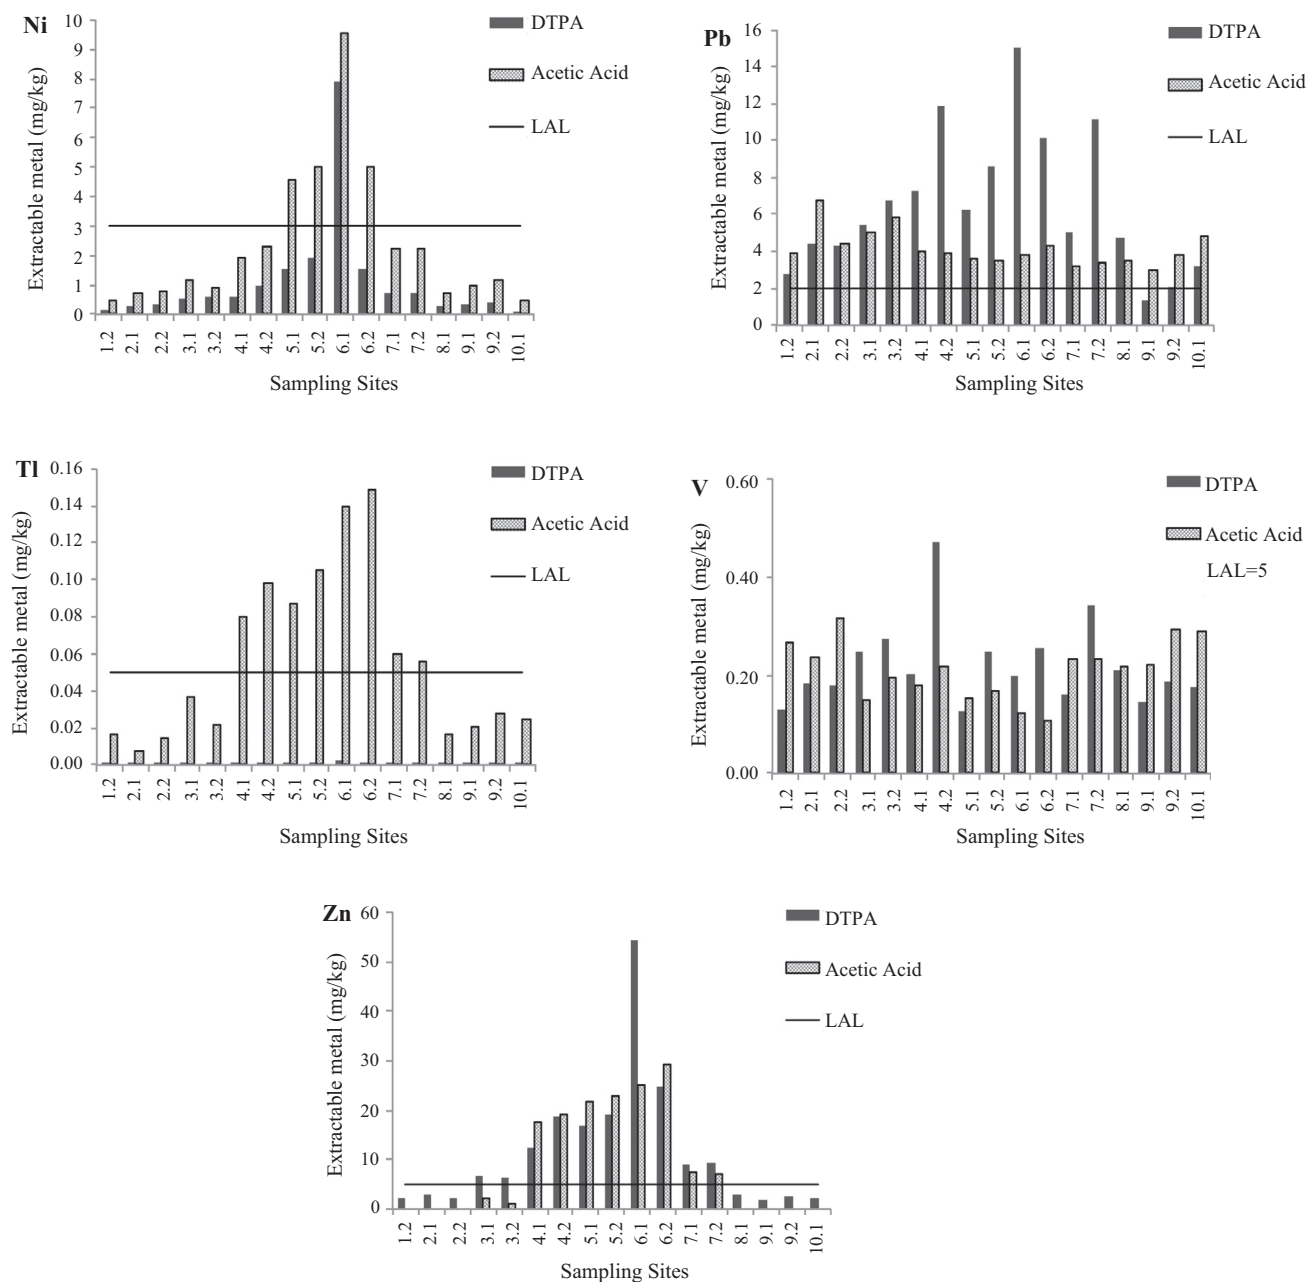 Ni
Extractable metal (mg/kg)
10
9
8
7
6
5
4
3
2
1
0
1.2 2.1 2.2 3.1 3.2 4.1 4.2 5.1 5.2 6.1 6.2 7.1 7.2 8.1 9.1 9.2 10.1
Sampling Sites
DTPA
Acetic Acid
LAL
Pb
Extractable metal (mg/kg)
16
14
12
10
8
6
4
2
0
1.2 2.1 2.2 3.1 3.2 4.1 4.2 5.1 5.2 6.1 6.2 7.1 7.2 8.1 9.1 9.2 10.1
Sampling Sites
DTPA
Acetic Acid
LAL
Tl
Extractable metal (mg/kg)
0.16
0.14
0.12
0.10
0.08
0.06
0.04
0.02
0.00
1.2 2.1 2.2 3.1 3.2 4.1 4.2 5.1 5.2 6.1 6.2 7.1 7.2 8.1 9.1 9.2 10.1
Sampling Sites
DTPA
Acetic Acid
LAL
V
Extractable metal (mg/kg)
0.60
0.40
0.20
0.00
1.2 2.1 2.2 3.1 3.2 4.1 4.2 5.1 5.2 6.1 6.2 7.1 7.2 8.1 9.1 9.2 10.1
Sampling Sites
DTPA
Acetic Acid
LAL=5
Zn
Extractable metal (mg/kg)
60
50
40
30
20
10
0
1.2 2.1 2.2 3.1 3.2 4.1 4.2 5.1 5.2 6.1 6.2 7.1 7.2 8.1 9.1 9.2 10.1
Sampling Sites
DTPA
Acetic Acid
LAL